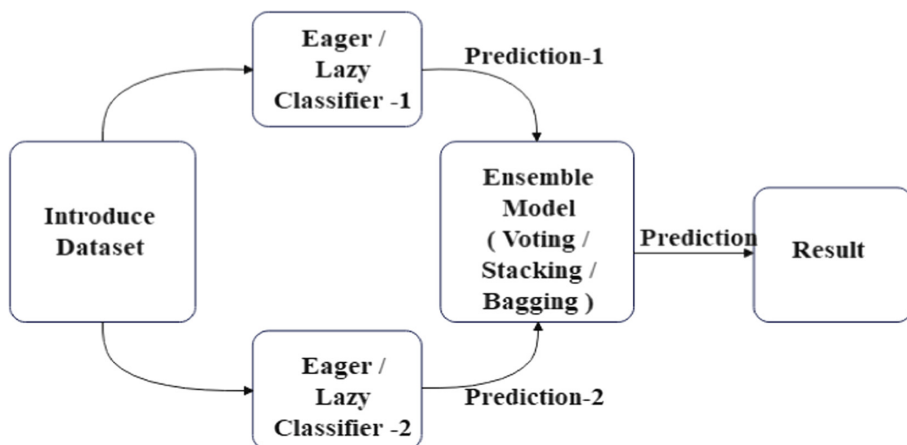 Introduce
Dataset
Eager /
Lazy
Classifier -1
Prediction-1
Eager /
Lazy
Classifier -2
Prediction-2
Ensemble
Model
( Voting /
Stacking /
Bagging )
Prediction
Result